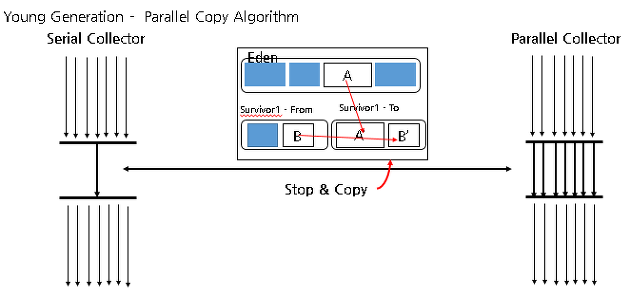 Young Generation - Parallel Copy Algorithm
Serial Collector
Parallel Collector
Eden
A
Survivor1 - From
Survivor1 - To
B
A'
B'
Stop & Copy